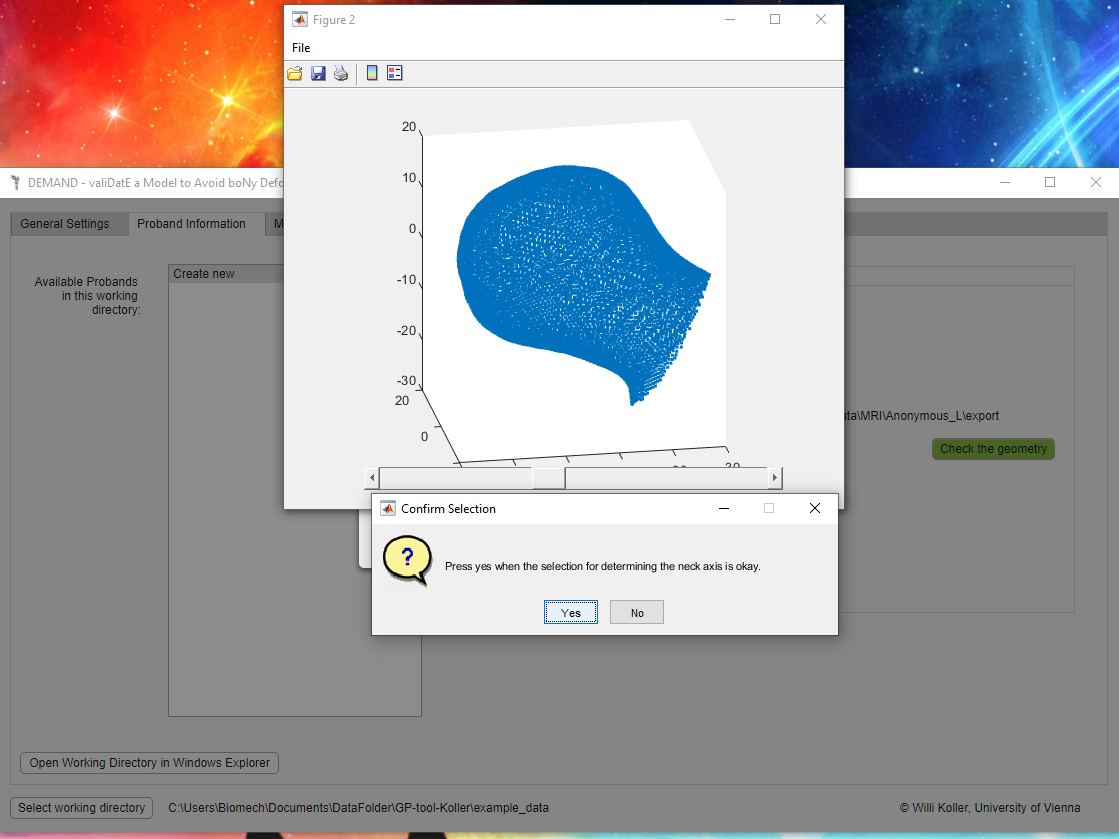 Figure 2
File
20
10
0
-10
-20
-30
20
0
DEMAND - valiDatE a Model to Avoid boNy
General Settings
Proband Information
Available Probands
in this working
directory:
Create new
\MRI\Anonymous_L\export
Check the geometry
Confirm Selection
?
Press yes when the selection for determining the neck axis is okay.
Yes
No
Open Working Directory in Windows Explorer
Select working directory
C:\Users\Biomech\Documents\DataFolder\GP-tool-Koller\example_data
© Willi Koller, University of Vienna